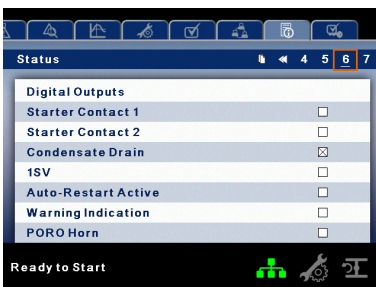 Status 4 5 6 7
Digital Outputs
Starter Contact 1
Starter Contact 2
Condensate Drain
1SV
Auto-Restart Active
Warning Indication
PORO Horn
Ready to Start